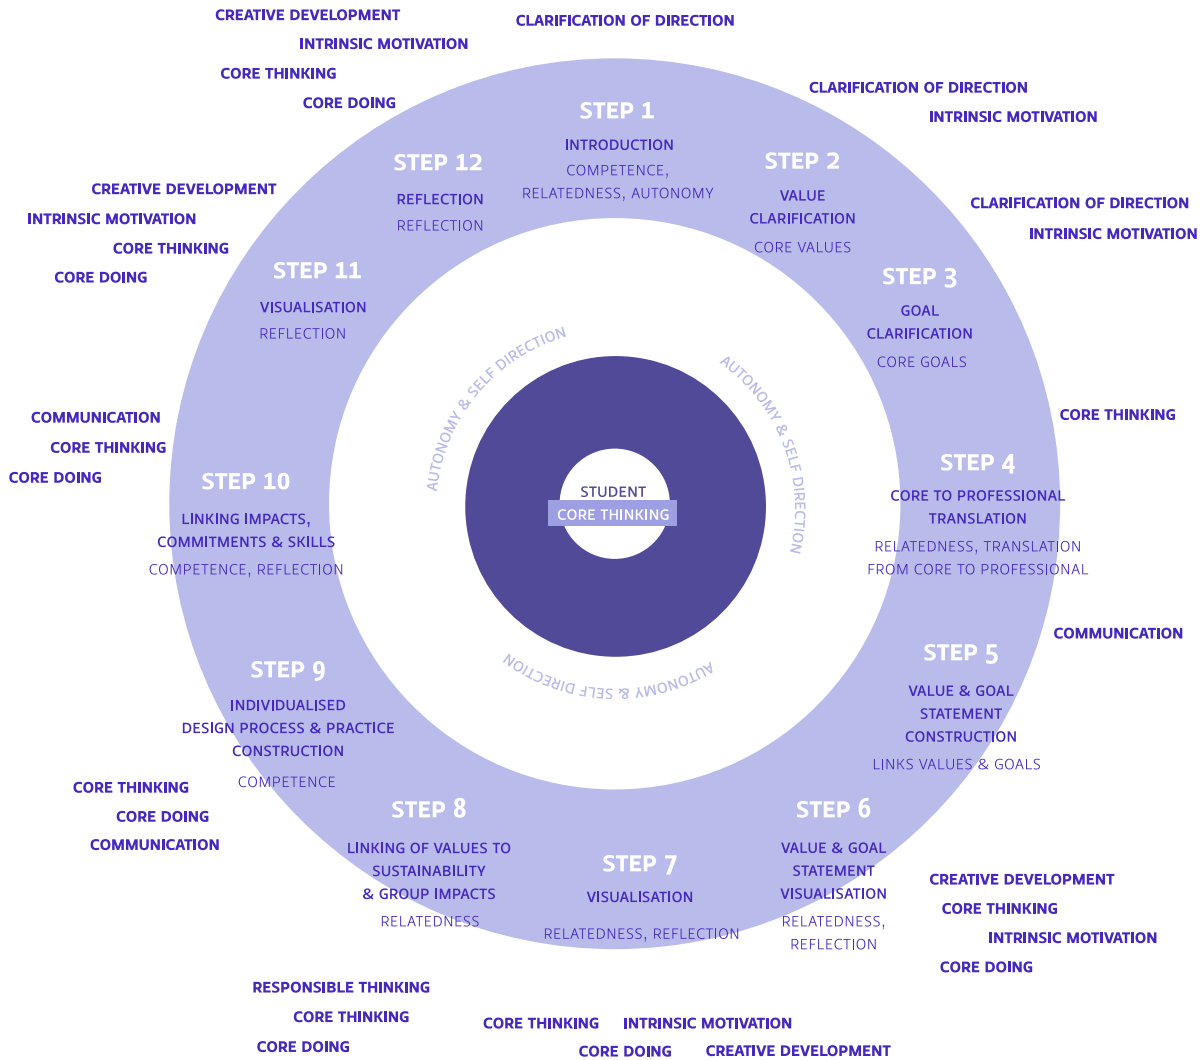 CLARIFICATION OF DIRECTION
STEP 1
INTRODUCTION
COMPETENCE,
RELATEDNESS, AUTONOMY
CLARIFICATION OF DIRECTION
INTRINSIC MOTIVATION
STEP 2
VALUE
CLARIFICATION
CORE VALUES
CLARIFICATION OF DIRECTION
INTRINSIC MOTIVATION
STEP 3
GOAL
CLARIFICATION
CORE GOALS
CORE THINKING
STEP 4
CORE TO PROFESSIONAL
TRANSLATION
RELATEDNESS, TRANSLATION
FROM CORE TO PROFESSIONAL
COMMUNICATION
STEP 5
VALUE & GOAL
STATEMENT
CONSTRUCTION
LINKS VALUES & GOALS
STEP 6
VALUE & GOAL
STATEMENT
VISUALISATION
RELATEDNESS,
REFLECTION
CREATIVE DEVELOPMENT
CORE THINKING
INTRINSIC MOTIVATION
CORE DOING
STEP 7
VISUALISATION
RELATEDNESS, REFLECTION
CORE THINKING INTRINSIC MOTIVATION
CORE DOING CREATIVE DEVELOPMENT
STEP 8
LINKING OF VALUES TO
SUSTAINABILITY
& GROUP IMPACTS
RELATEDNESS
RESPONSIBLE THINKING
CORE THINKING
CORE DOING
STEP 9
INDIVIDUALISED
DESIGN PROCESS & PRACTICE
CONSTRUCTION
COMPETENCE
CORE THINKING
CORE DOING
COMMUNICATION
COMMUNICATION
CORE THINKING
CORE DOING
STEP 10
LINKING IMPACTS,
COMMITMENTS & SKILLS
COMPETENCE, REFLECTION
CREATIVE DEVELOPMENT
INTRINSIC MOTIVATION
CORE THINKING
CORE DOING
STEP 11
VISUALISATION
REFLECTION
CREATIVE DEVELOPMENT
INTRINSIC MOTIVATION
CORE THINKING
CORE DOING
STEP 12
REFLECTION
REFLECTION
AUTONOMY & SELF DIRECTION
AUTONOMY & SELF DIRECTION
AUTONOMY & SELF DIRECTION
STUDENT
CORE THINKING